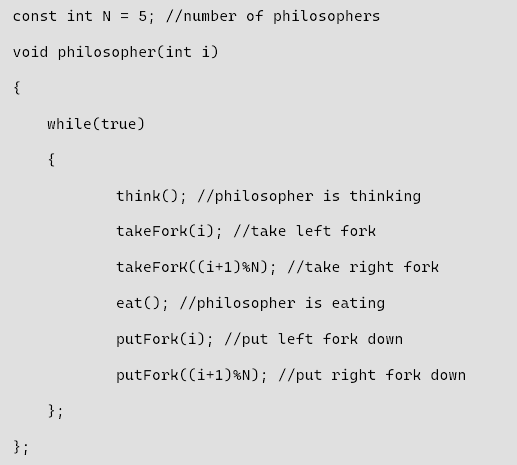 const int N = 5; //number of philosophers
void philosopher(int i)
{
while(true)
{
think(); //philosopher is thinking
takeFork(i); //take left fork
takeForK((i+1)%N); //take right fork
eat(); //philosopher is eating
putFork(i); //put left fork down
putFork((i+1)%N); //put right fork down
};
};